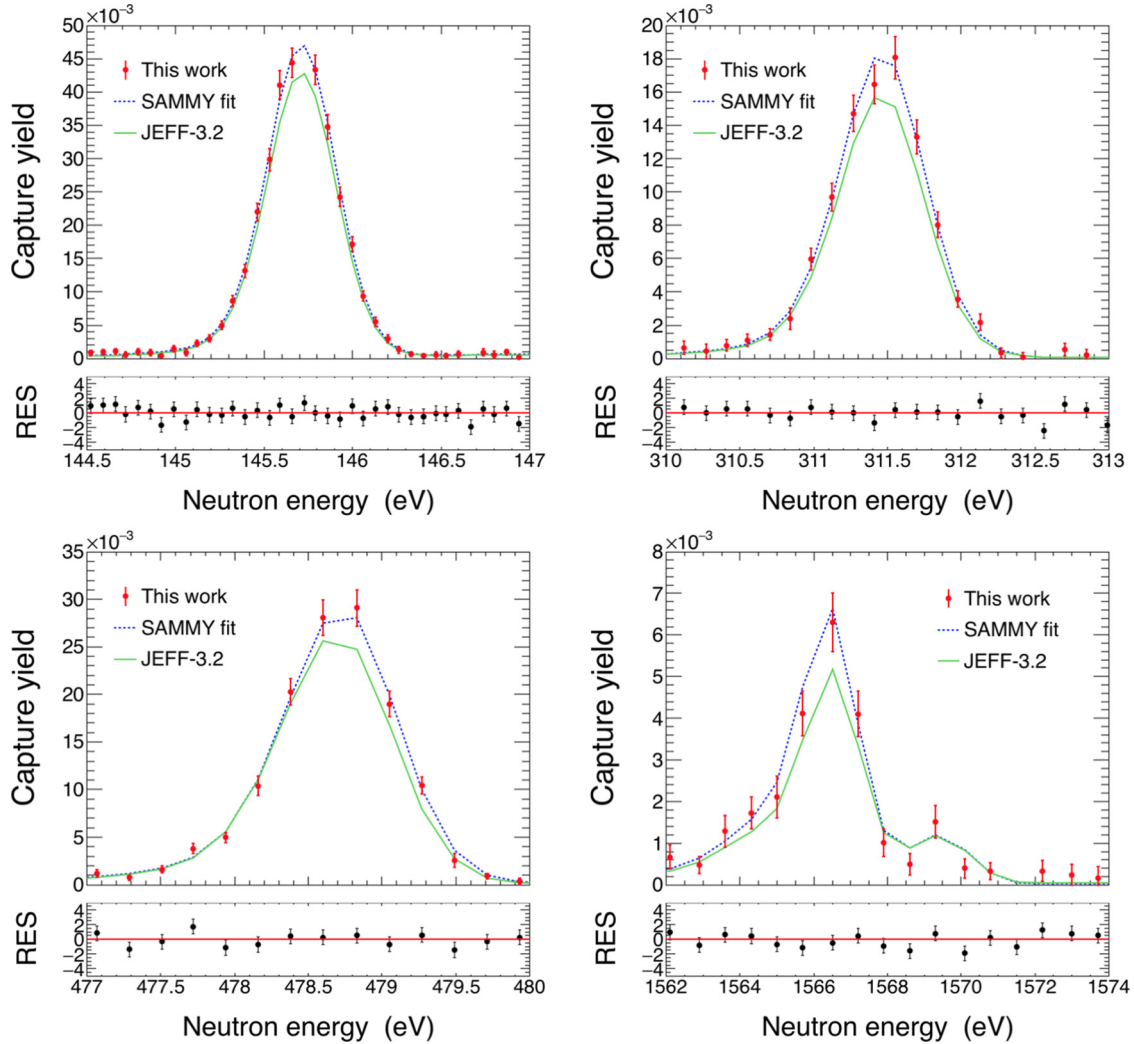 ×10⁻³
Capture yield
50
45
40
35
30
25
20
15
10
5
0
This work
SAMMY fit
JEFF-3.2
RES
4
2
0
−2
−4
144.5 145 145.5 146 146.5 147
Neutron energy (eV)
×10⁻³
Capture yield
20
18
16
14
12
10
8
6
4
2
0
This work
SAMMY fit
JEFF-3.2
RES
4
2
0
−2
−4
310 310.5 311 311.5 312 312.5 313
Neutron energy (eV)
×10⁻³
Capture yield
35
30
25
20
15
10
5
0
This work
SAMMY fit
JEFF-3.2
RES
4
2
0
−2
−4
477 477.5 478 478.5 479 479.5 480
Neutron energy (eV)
×10⁻³
Capture yield
8
7
6
5
4
3
2
1
0
This work
SAMMY fit
JEFF-3.2
RES
4
2
0
−2
−4
1562 1564 1566 1568 1570 1572 1574
Neutron energy (eV)